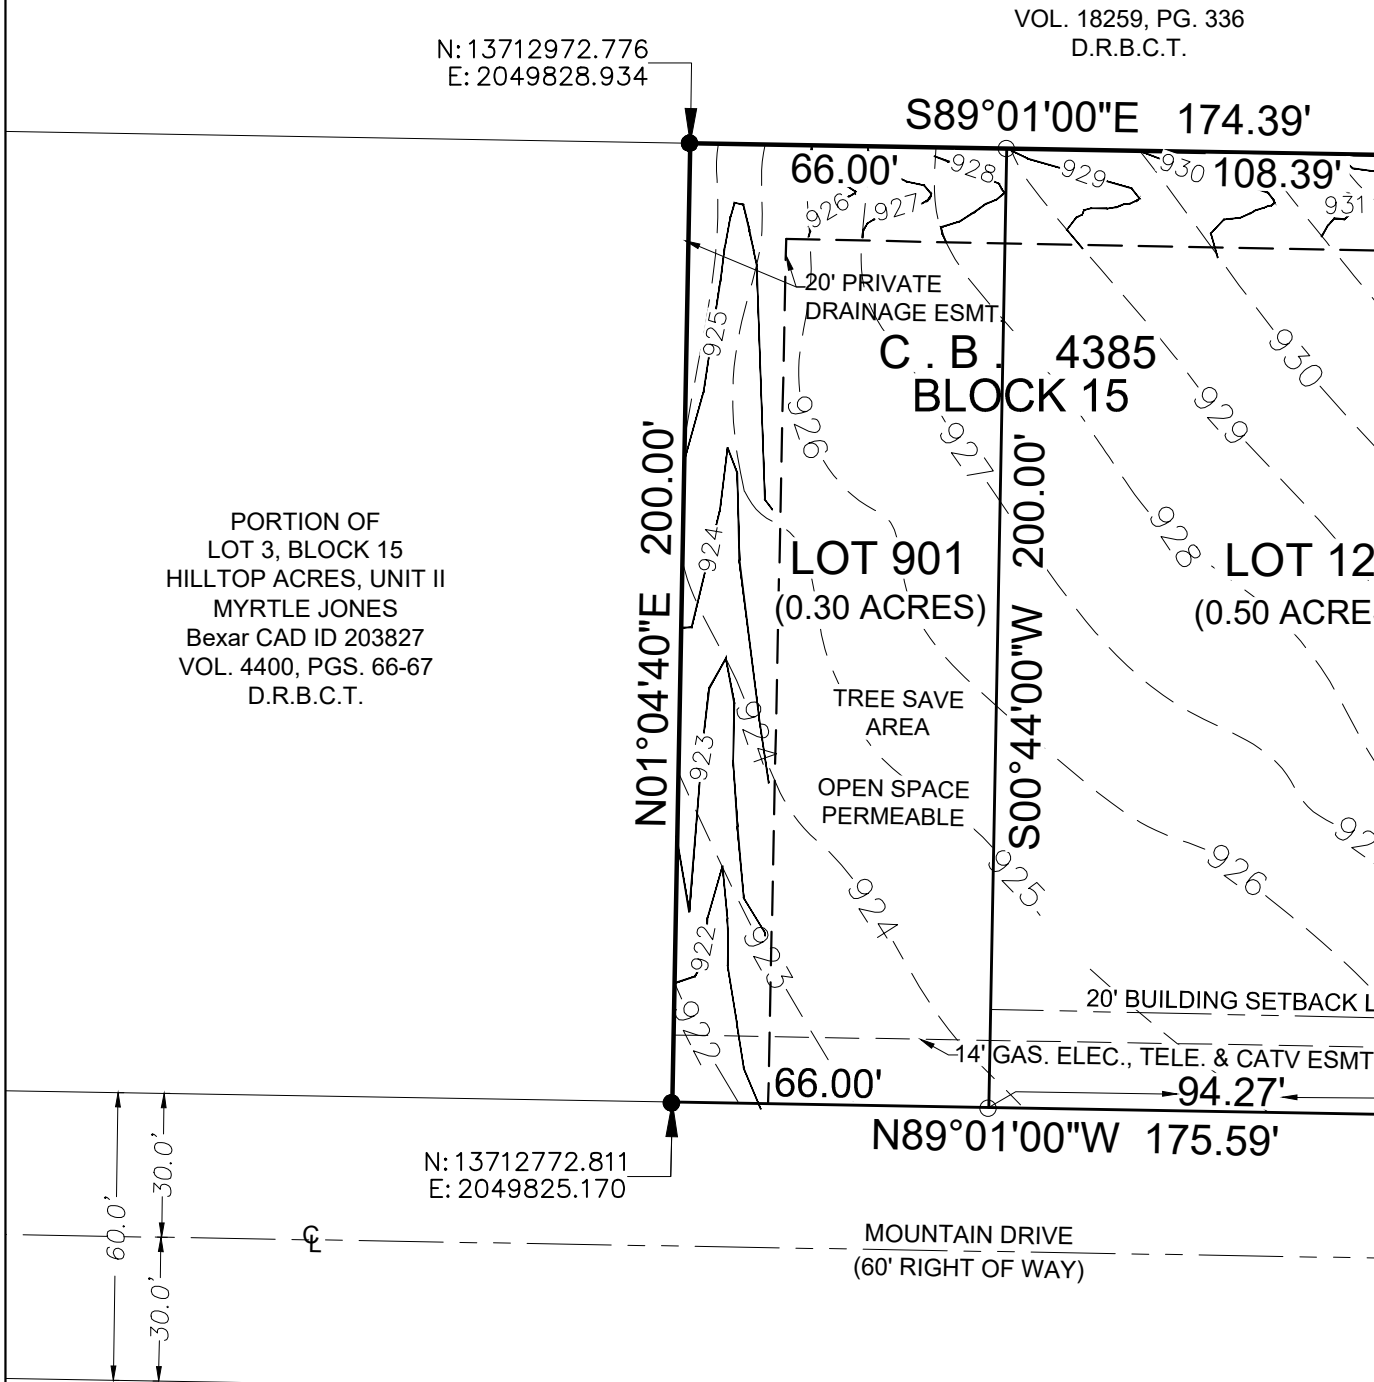 VOL. 18259, PG. 336
D.R.B.C.T.
N: 13712972.776
E: 2049828.934
S89°01'00"E 174.39'
66.00'
108.39'
928
929
930
931
926
927
20' PRIVATE
DRAINAGE ESMT.
925
C . B . 4385
BLOCK 15
930
929
926
927
928
N01°04'40"E 200.00'
S00°44'00"W 200.00'
PORTION OF
LOT 3, BLOCK 15
HILLTOP ACRES, UNIT II
MYRTLE JONES
Bexar CAD ID 203827
VOL. 4400, PGS. 66-67
D.R.B.C.T.
924
LOT 901
(0.30 ACRES)
LOT 12
(0.50 ACRE
TREE SAVE
AREA
924
923
OPEN SPACE
PERMEABLE
925
926
92
924
922
923
922
20' BUILDING SETBACK L
14' GAS. ELEC., TELE. & CATV ESMT
66.00'
94.27'
N89°01'00"W 175.59'
N: 13712772.811
E: 2049825.170
60.0'
30.0'
30.0'
CL
MOUNTAIN DRIVE
(60' RIGHT OF WAY)